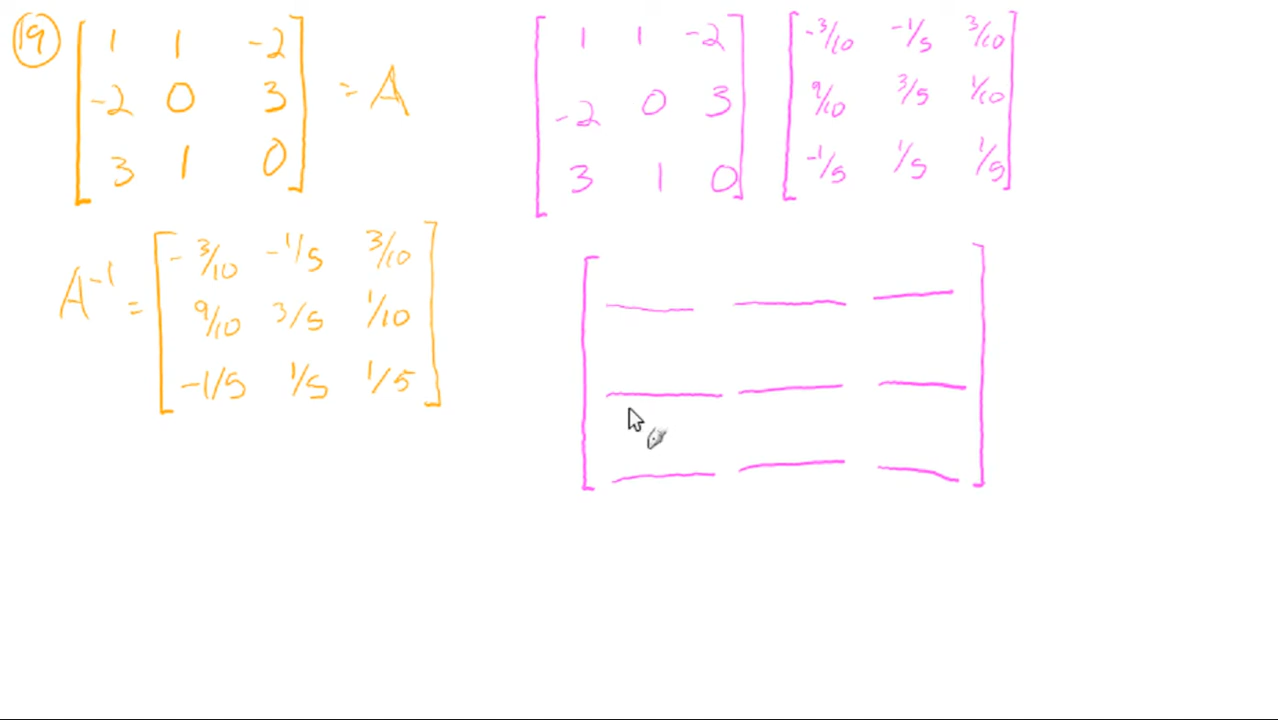 19 [ 1 1 -2
-2 0 3
3 1 0 ] = A
A⁻¹ = [ -3/10 -1/5 3/10
9/10 3/5 1/10
-1/5 1/5 1/5 ]
[ 1 1 -2
-2 0 3
3 1 0 ]
[ -3/10 -1/5 3/10
9/10 3/5 1/10
-1/5 1/5 1/5 ]